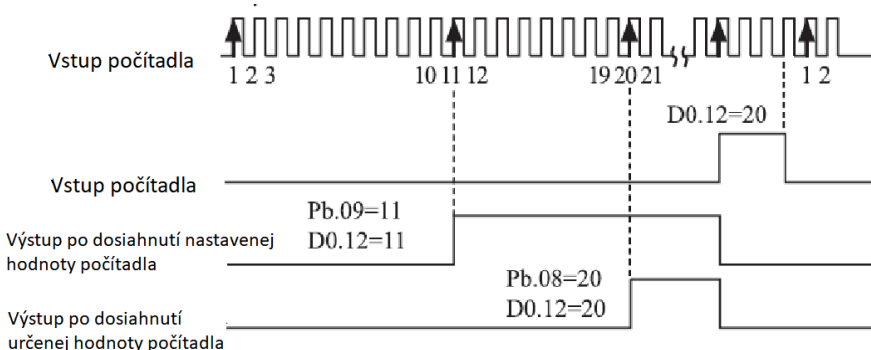 Vstup počítadla
1 2 3
10 11 12
19 20 21
1 2
D0.12=20
Vstup počítadla
Pb.09=11
D0.12=11
Výstup po dosiahnutí nastavenej
hodnoty počítadla
Pb.08=20
D0.12=20
Výstup po dosiahnutí
určenej hodnoty počítadla